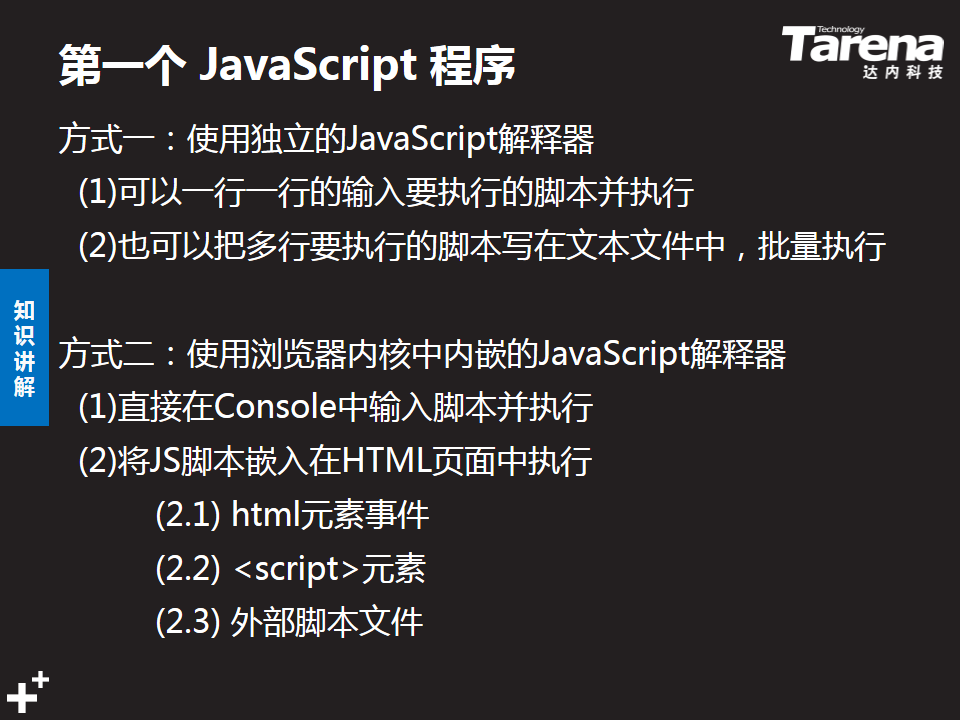 第一个 JavaScript 程序
Technology
Tarena
达内科技
方式一：使用独立的JavaScript解释器
(1)可以一行一行的输入要执行的脚本并执行
(2)也可以把多行要执行的脚本写在文本文件中，批量执行
知识讲解
方式二：使用浏览器内核中内嵌的JavaScript解释器
(1)直接在Console中输入脚本并执行
(2)将JS脚本嵌入在HTML页面中执行
(2.1) html元素事件
(2.2) <script>元素
(2.3) 外部脚本文件